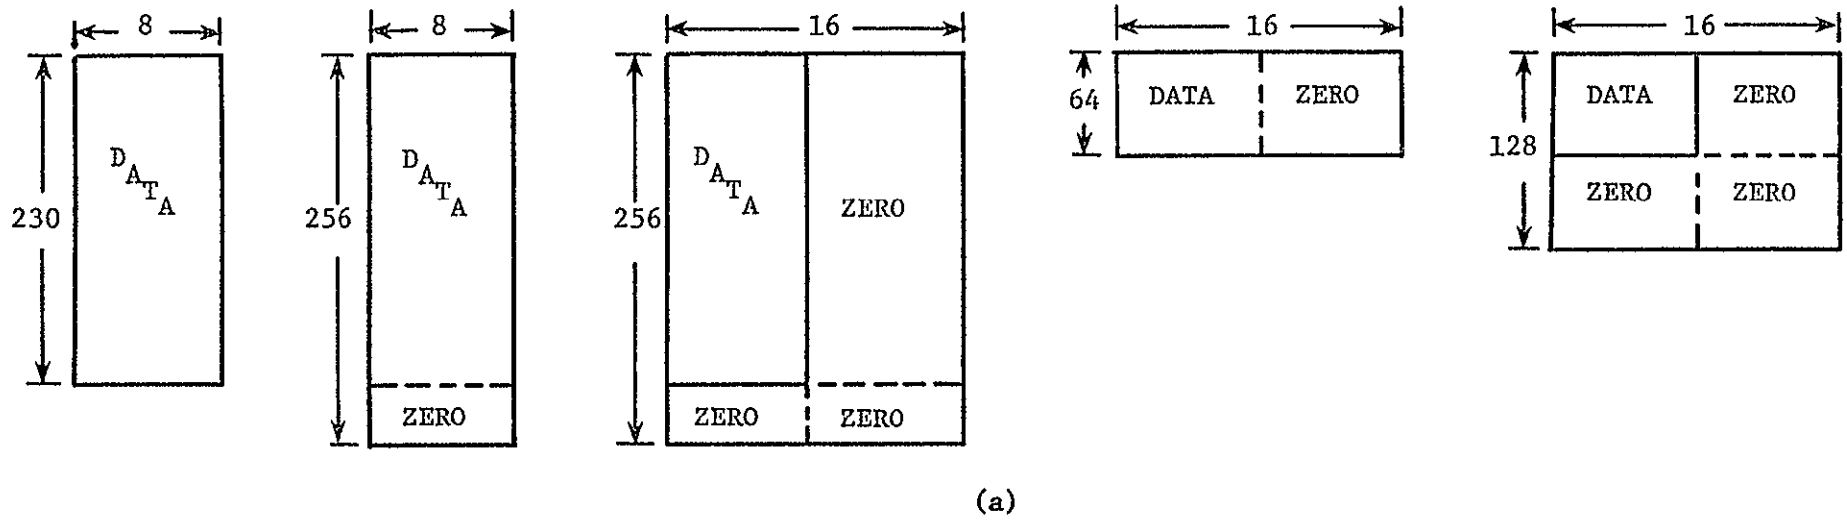 8
230
DATA
8
256
DATA
ZERO
16
256
DATA
ZERO
ZERO
ZERO
16
64
DATA
ZERO
16
128
DATA
ZERO
ZERO
ZERO
(a)